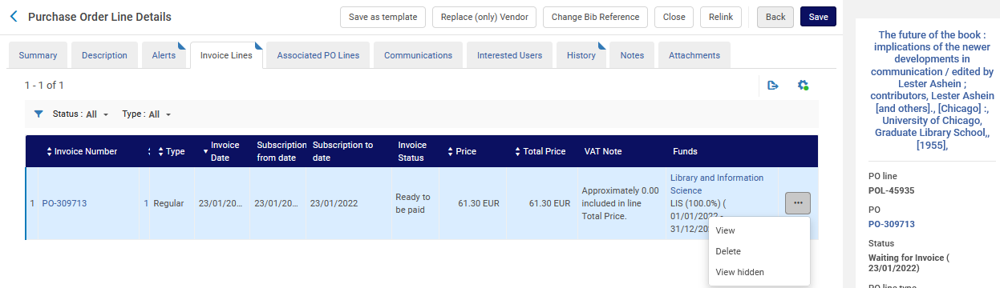 Purchase Order Line Details
Save as template
Replace (only) Vendor
Change Bib Reference
Close
Relink
Back
Save
Summary
Description
Alerts
Invoice Lines
Associated PO Lines
Communications
Interested Users
History
Notes
Attachments
1 - 1 of 1
Status : All
Type : All
Invoice Number
Type
Invoice
Date
Subscription
from date
Subscription to
date
Invoice
Status
Price
Total Price
VAT Note
Funds
1
PO-309713
1
Regular
23/01/20...
23/01/20...
23/01/2022
Ready to
be paid
61.30 EUR
61.30 EUR
Approximately 0.00
included in line
Total Price.
Library and Information
Science
LIS (100.0%) (
01/01/2022 -
31/12/20
View
Delete
View hidden
The future of the book :
implications of the newer
developments in
communication / edited by
Lester Ashein ;
contributors, Lester Ashein
[and others]., [Chicago] :,
University of Chicago,
Graduate Library School,,
[1955],
PO line
POL-45935
PO
PO-309713
Status
Waiting for Invoice (
23/01/2022)
PO line type